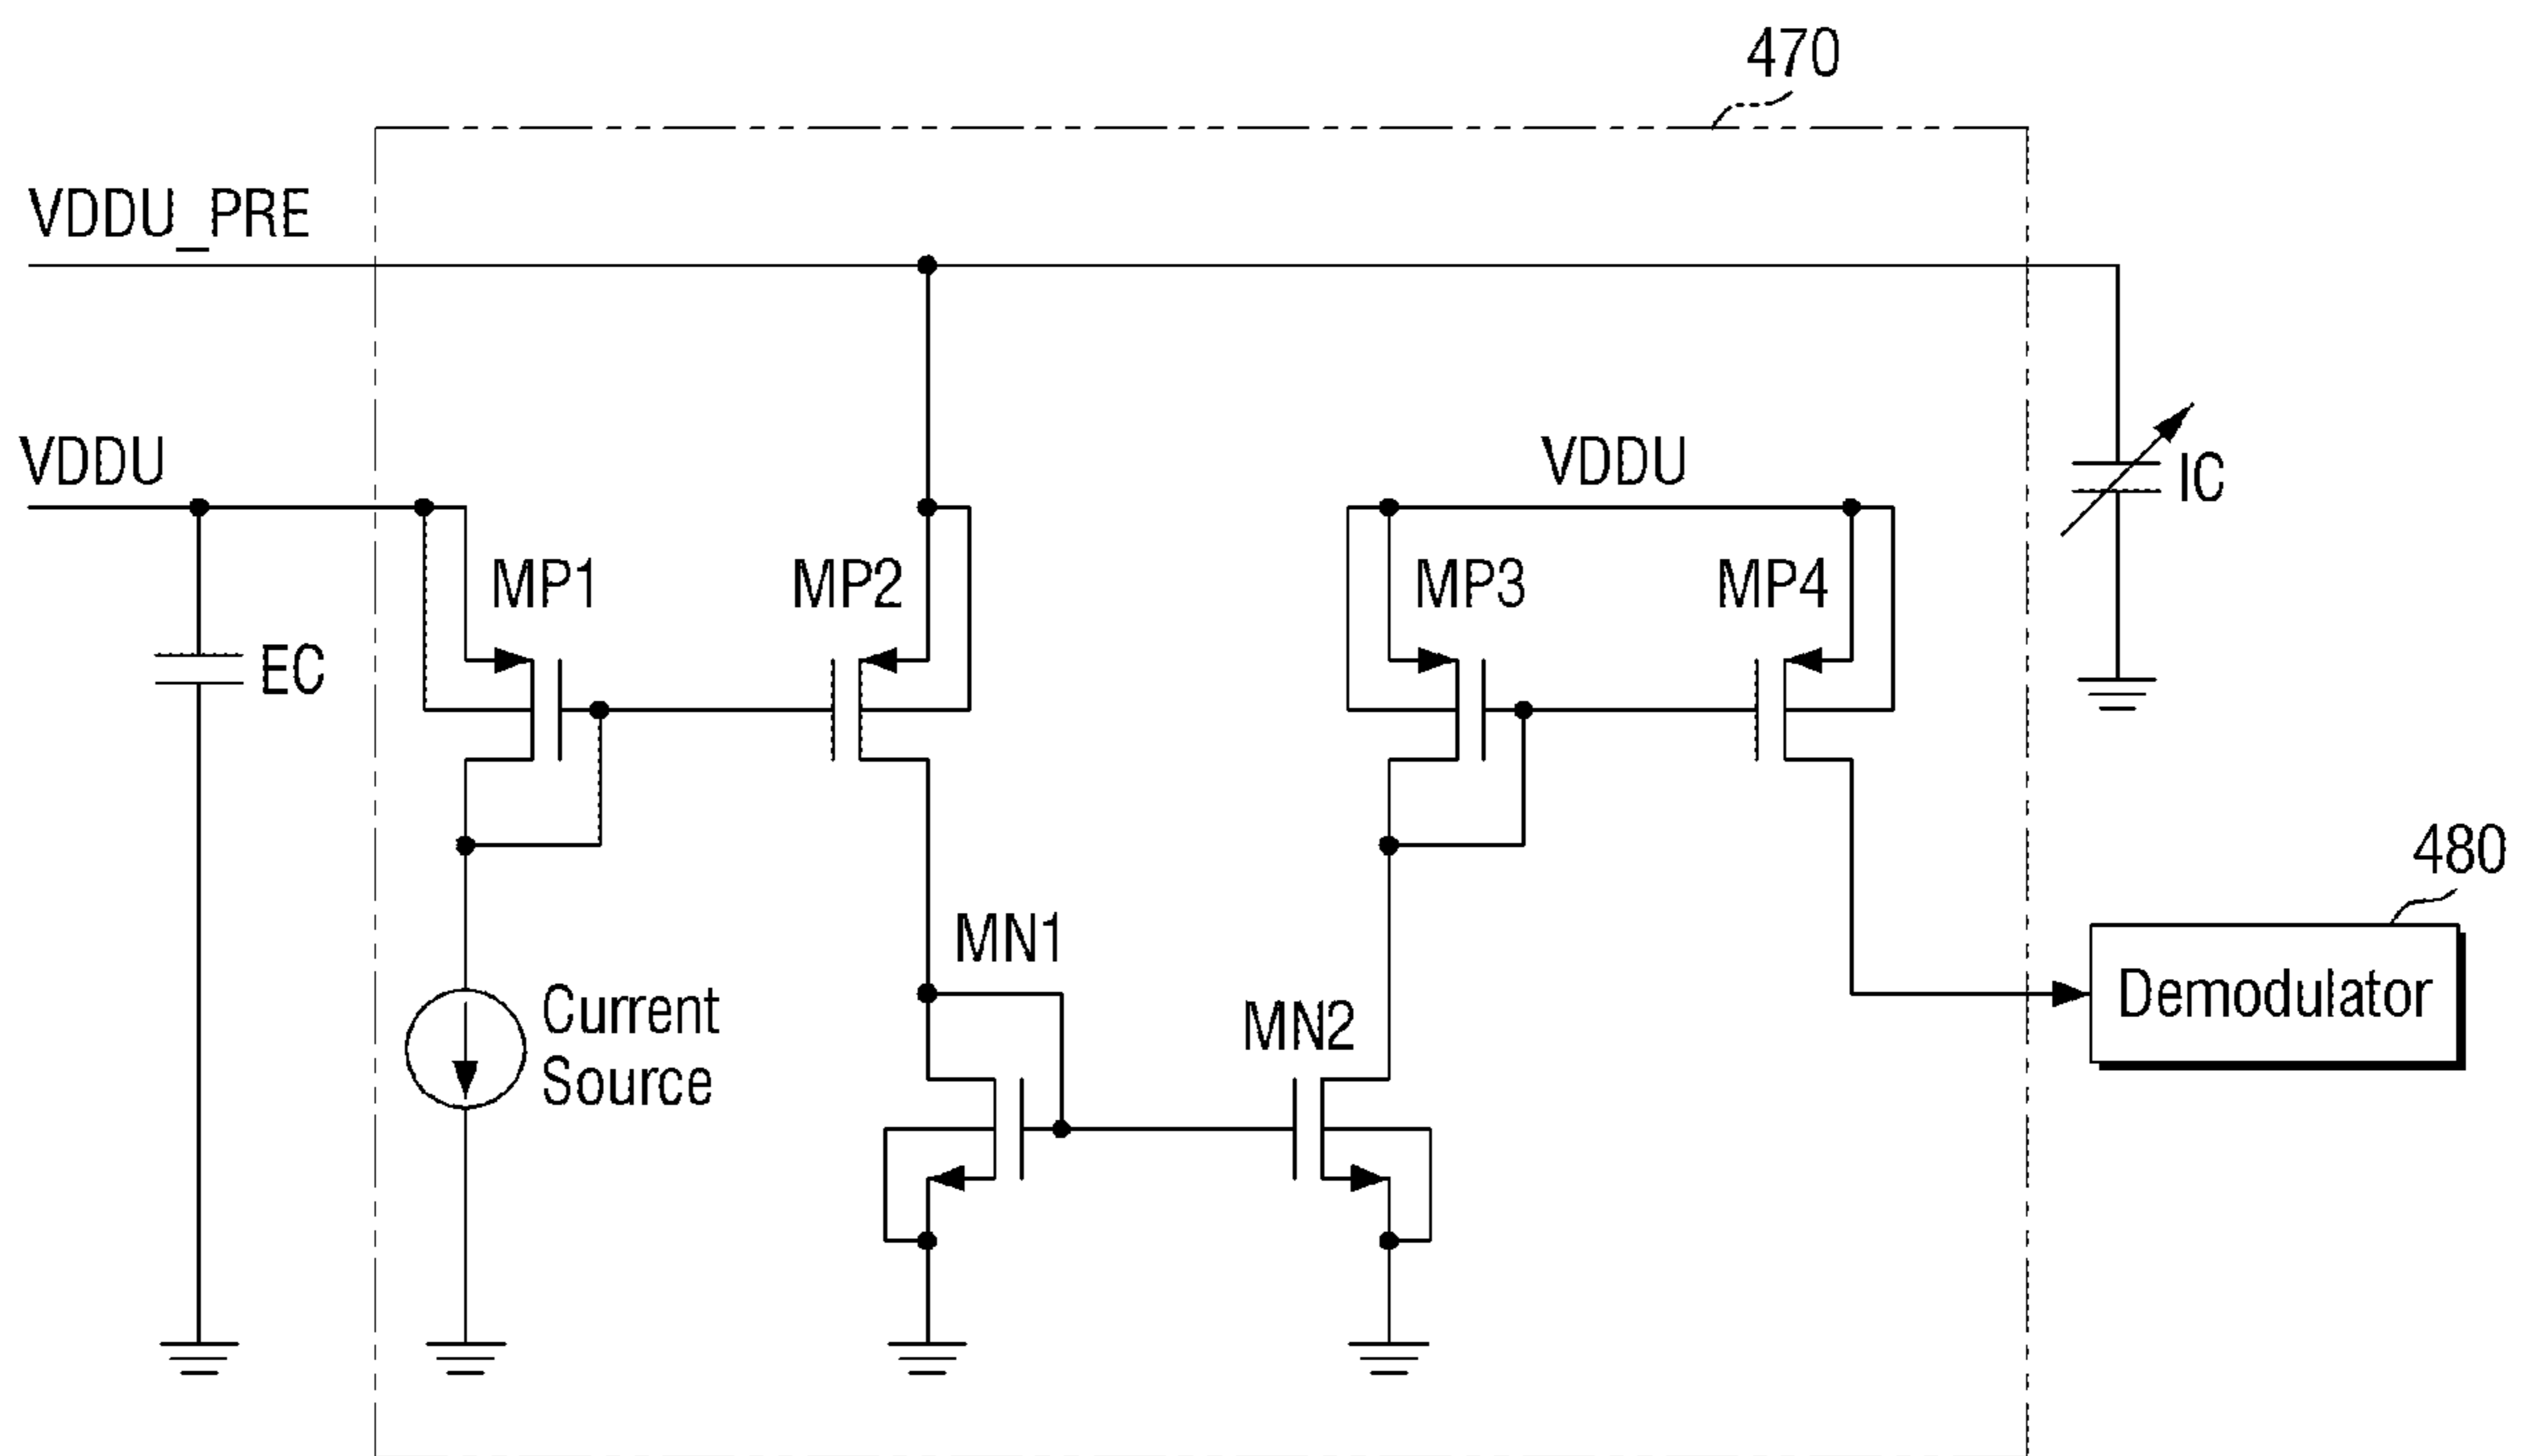 470
VDDU_PRE
VDDU
VDDU
IC
MP1
MP2
MP3
MP4
EC
480
MN1
Demodulator
Current
Source
MN2